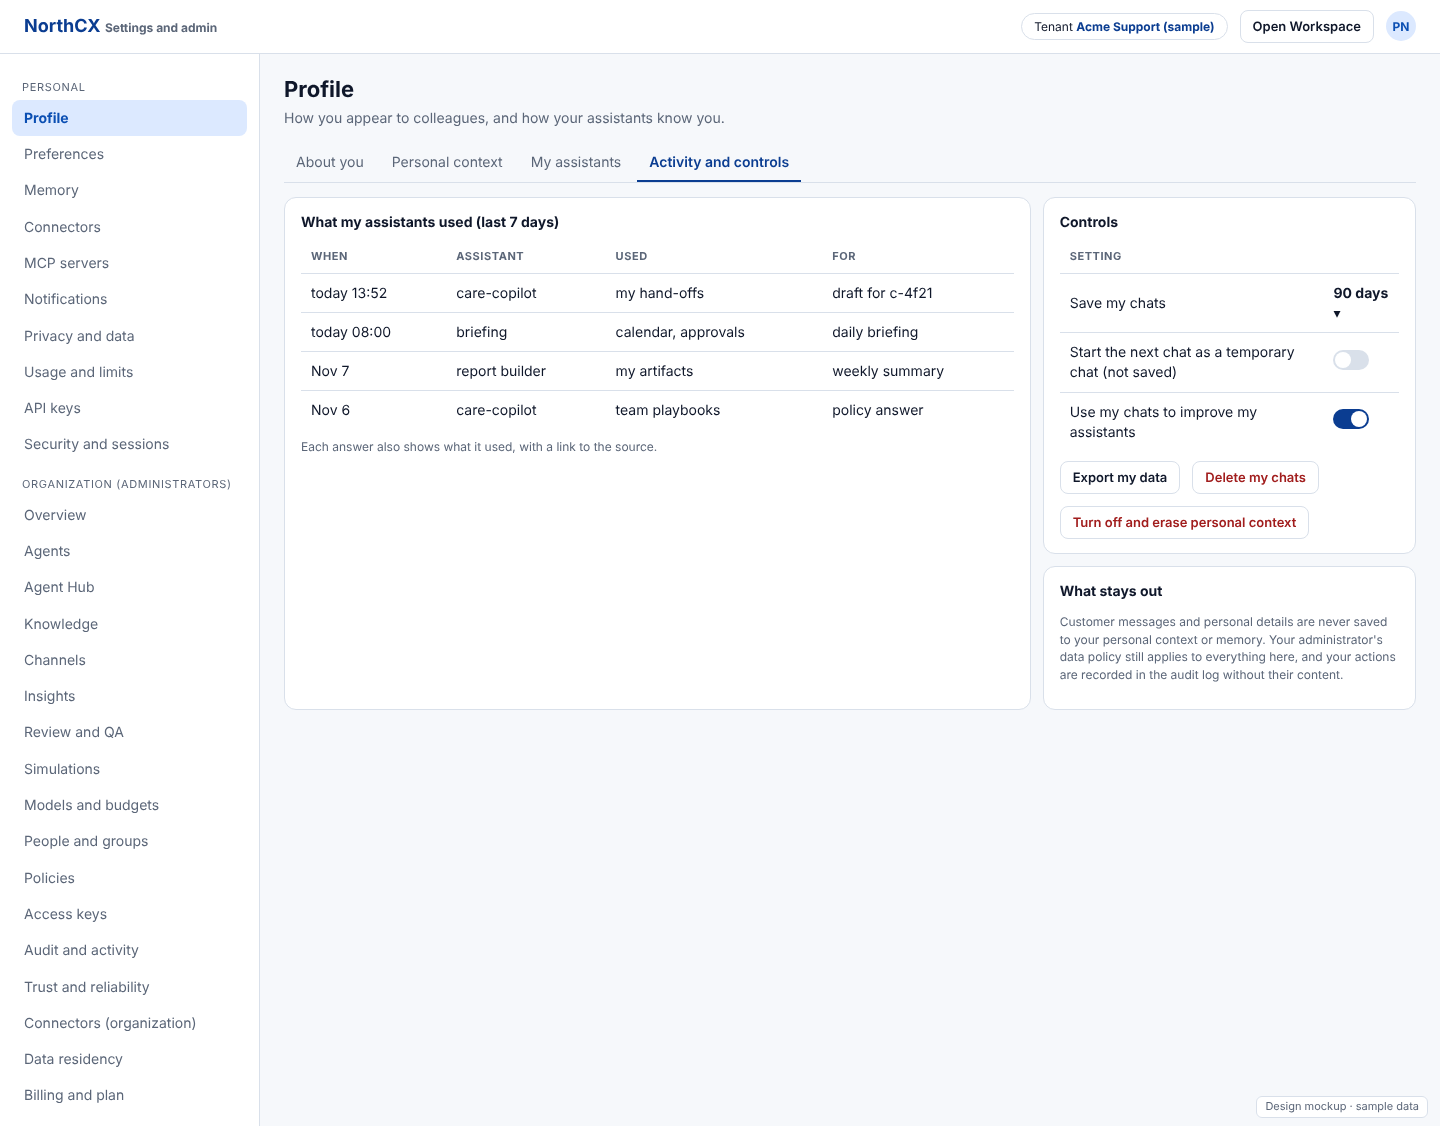 NorthCX Settings and admin
Tenant Acme Support (sample)
Open Workspace
PN
PERSONAL
Profile
Preferences
Memory
Connectors
MCP servers
Notifications
Privacy and data
Usage and limits
API keys
Security and sessions
ORGANIZATION (ADMINISTRATORS)
Overview
Agents
Agent Hub
Knowledge
Channels
Insights
Review and QA
Simulations
Models and budgets
People and groups
Policies
Access keys
Audit and activity
Trust and reliability
Connectors (organization)
Data residency
Billing and plan
Profile
How you appear to colleagues, and how your assistants know you.
About you Personal context My assistants Activity and controls
What my assistants used (last 7 days)
WHEN ASSISTANT USED FOR
today 13:52 care-copilot my hand-offs draft for c-4f21
today 08:00 briefing calendar, approvals daily briefing
Nov 7 report builder my artifacts weekly summary
Nov 6 care-copilot team playbooks policy answer
Each answer also shows what it used, with a link to the source.
Controls
SETTING
Save my chats 90 days ▾
Start the next chat as a temporary
chat (not saved)
Use my chats to improve my
assistants
Export my data Delete my chats
Turn off and erase personal context
What stays out
Customer messages and personal details are never saved
to your personal context or memory. Your administrator's
data policy still applies to everything here, and your actions
are recorded in the audit log without their content.
Design mockup · sample data